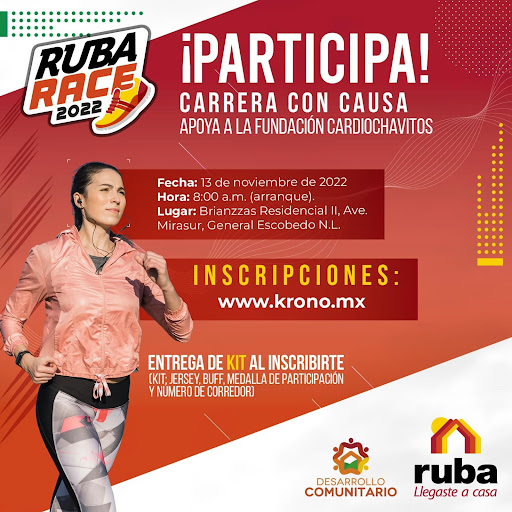 RUBA
RACE
2022
¡PARTICIPA!
CARRERA CON CAUSA
APOYA A LA FUNDACIÓN CARDIOCHAVITOS
Fecha: 13 de noviembre de 2022
Hora: 8:00 a.m. (arranque).
Lugar: Brianzzas Residencial II, Ave.
Mirasur, General Escobedo N.L.
INSCRIPCIONES:
www.krono.mx
ENTREGA DE KIT AL INSCRIBIRTE
(KIT; JERSEY, BUFF, MEDALLA DE PARTICIPACIÓN
Y NÚMERO DE CORREDOR)
DESARROLLO
COMUNITARIO
ruba
Llegaste a casa